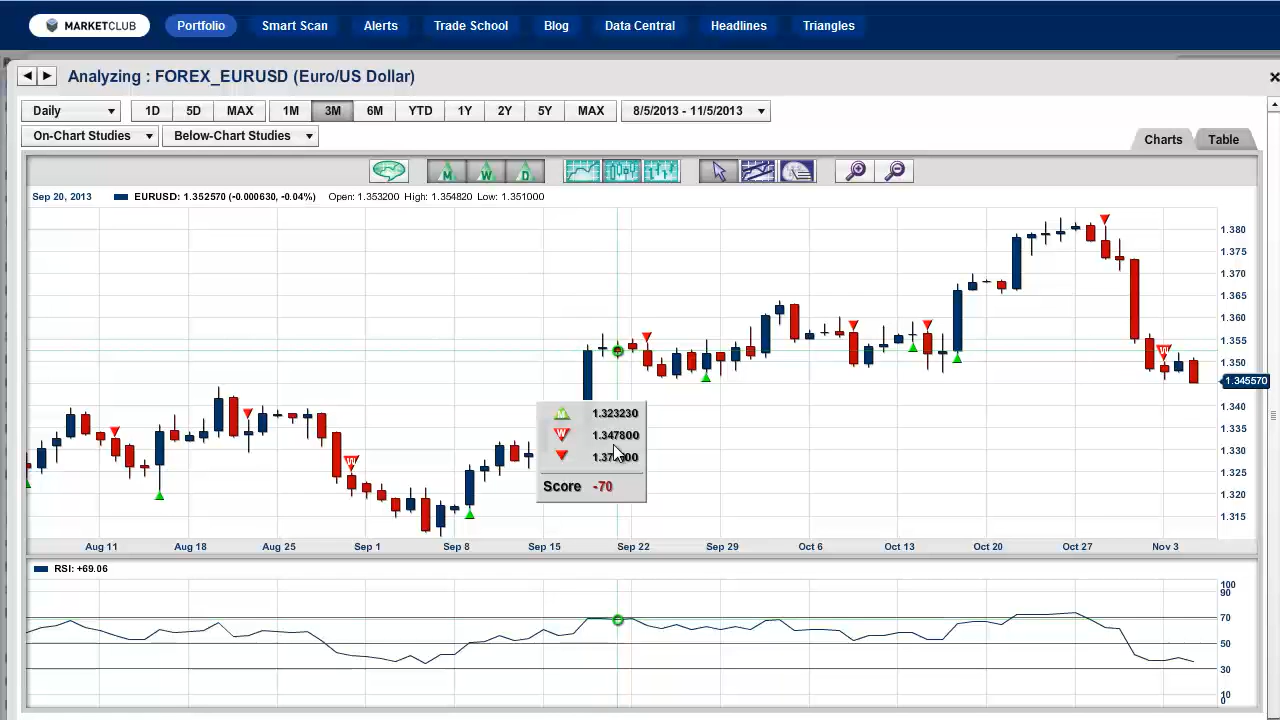 MARKETCLUB Portfolio Smart Scan Alerts Trade School Blog Data Central Headlines Triangles
Analyzing : FOREX_EURUSD (Euro/US Dollar)
Daily 1D 5D MAX 1M 3M 6M YTD 1Y 2Y 5Y MAX 8/5/2013 - 11/5/2013
On-Chart Studies Below-Chart Studies
Charts Table
M W D
Sep 20, 2013 EURUSD: 1.352570 (-0.000630, -0.04%) Open: 1.353200 High: 1.354820 Low: 1.351000
1.380
1.375
1.370
1.365
1.360
1.355
1.350
1.345570
1.340
1.335
1.330
1.325
1.320
1.315
M 1.323230
W 1.347800
Score -70
Aug 11 Aug 18 Aug 25 Sep 1 Sep 8 Sep 15 Sep 22 Sep 29 Oct 6 Oct 13 Oct 20 Oct 27 Nov 3
RSI: +69.06
100
90
70
50
30
10
0